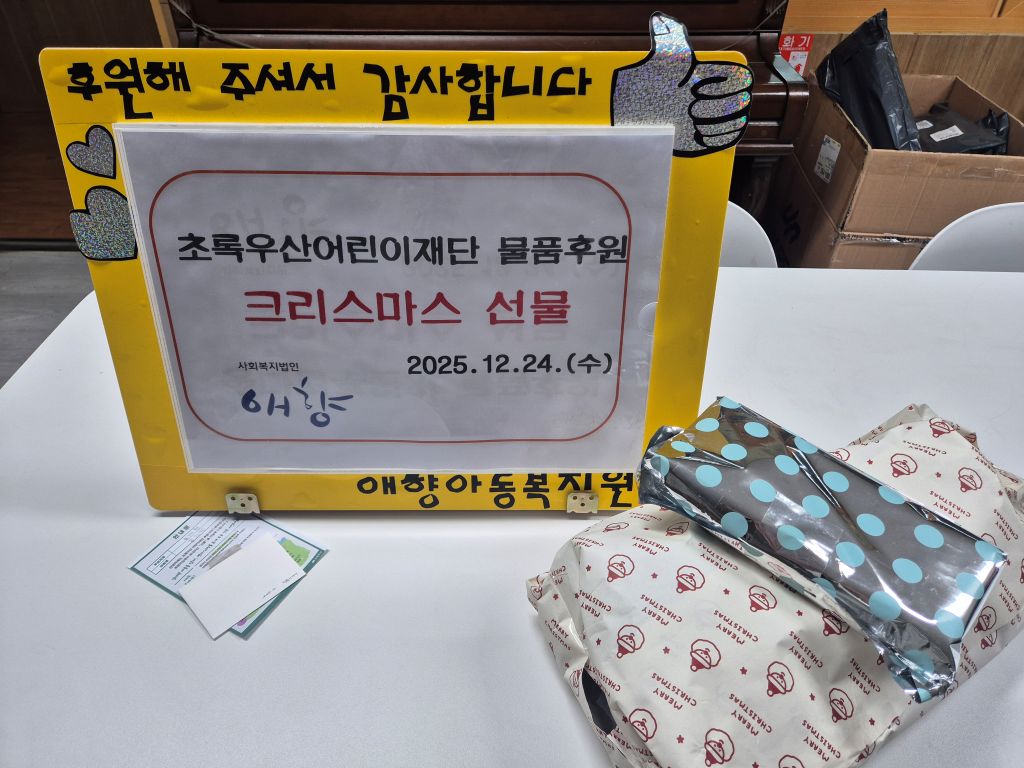 후원해 주셔서 감사합니다
초록우산어린이재단 물품후원
크리스마스 선물
2025.12.24.(수)
사회복지법인
애향
애향아동복지원
화기
MERRY CHRISTMAS